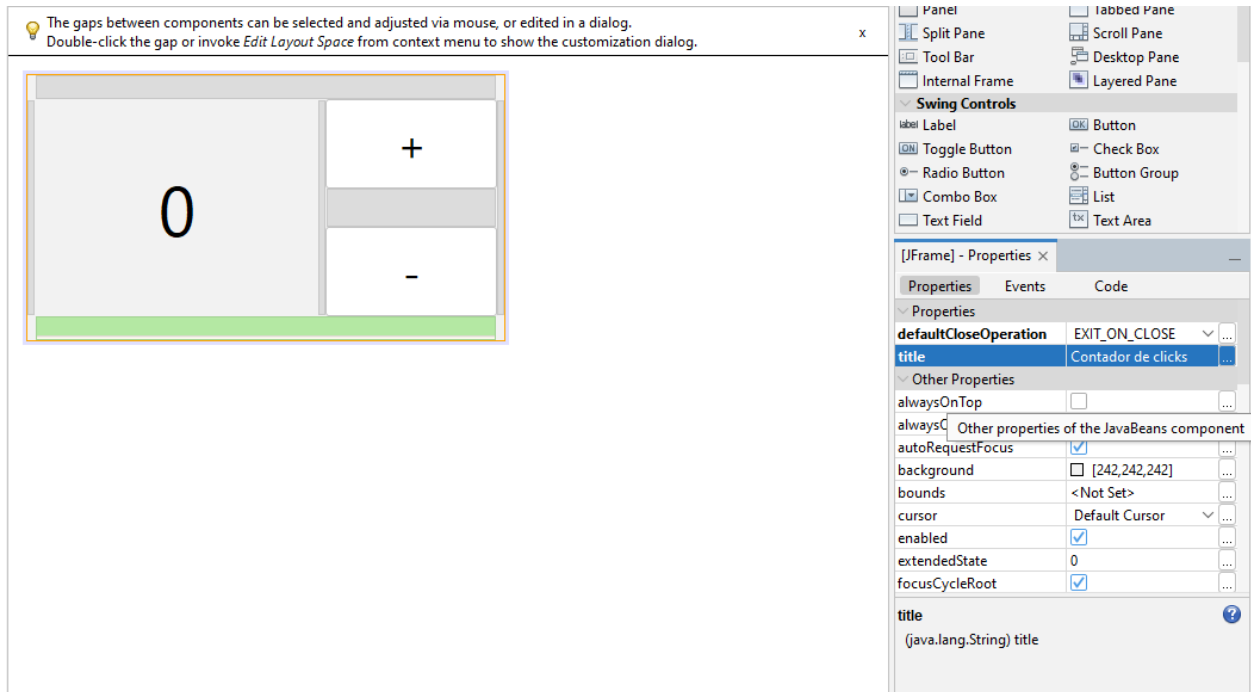 The gaps between components can be selected and adjusted via mouse, or edited in a dialog.
Double-click the gap or invoke Edit Layout Space from context menu to show the customization dialog.
x
+
0
-
Panel Tabbed Pane
Split Pane Scroll Pane
Tool Bar Desktop Pane
Internal Frame Layered Pane
Swing Controls
label Label OK Button
ON Toggle Button Check Box
Radio Button Button Group
Combo Box List
Text Field tx Text Area
[JFrame] - Properties ×
Properties Events Code
Properties
defaultCloseOperation EXIT_ON_CLOSE ...
title Contador de clicks ...
Other Properties
alwaysOnTop ...
Other properties of the JavaBeans component
autoRequestFocus ...
background [242,242,242] ...
bounds <Not Set> ...
cursor Default Cursor ...
enabled ...
extendedState 0 ...
focusCycleRoot ...
title ?
(java.lang.String) title